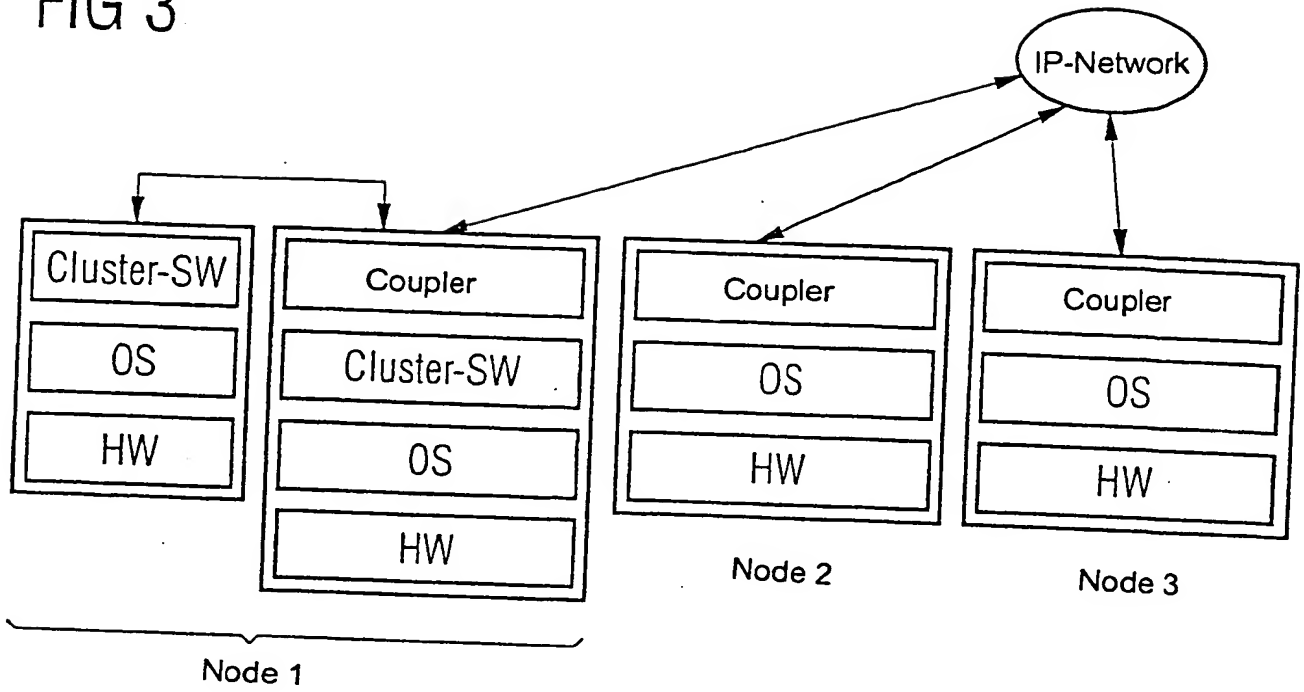 FIG 3
IP-Network
Cluster-SW
OS
HW
Coupler
Cluster-SW
OS
HW
Coupler
OS
HW
Coupler
OS
HW
Node 1
Node 2
Node 3